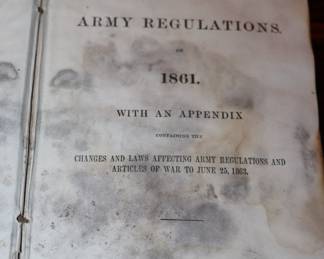 ARMY REGULATIONS.
OF
1861.
WITH AN APPENDIX
CONTAINING THE
CHANGES AND LAWS AFFECTING ARMY REGULATIONS AND
ARTICLES OF WAR TO JUNE 25, 1863.